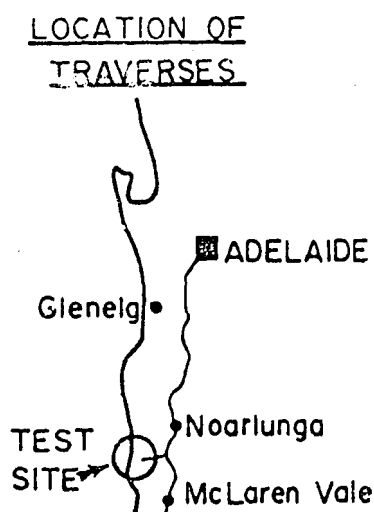 LOCATION OF
TRAVERSES
ADELAIDE
Glenelg
Noarlunga
TEST
SITE
McLaren Vale